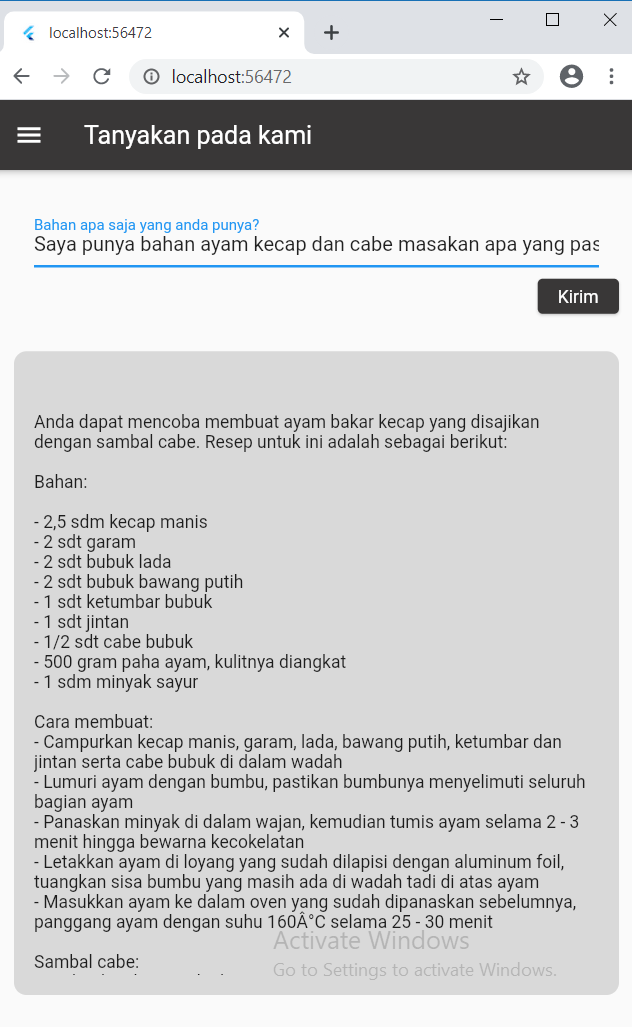 localhost:56472
localhost:56472
Tanyakan pada kami
Bahan apa saja yang anda punya?
Saya punya bahan ayam kecap dan cabe masakan apa yang pas
Kirim
Anda dapat mencoba membuat ayam bakar kecap yang disajikan
dengan sambal cabe. Resep untuk ini adalah sebagai berikut:
Bahan:
- 2,5 sdm kecap manis
- 2 sdt garam
- 2 sdt bubuk lada
- 2 sdt bubuk bawang putih
- 1 sdt ketumbar bubuk
- 1 sdt jintan
- 1/2 sdt cabe bubuk
- 500 gram paha ayam, kulitnya diangkat
- 1 sdm minyak sayur
Cara membuat:
- Campurkan kecap manis, garam, lada, bawang putih, ketumbar dan
jintan serta cabe bubuk di dalam wadah
- Lumuri ayam dengan bumbu, pastikan bumbunya menyelimuti seluruh
bagian ayam
- Panaskan minyak di dalam wajan, kemudian tumis ayam selama 2 - 3
menit hingga bewarna kecokelatan
- Letakkan ayam di loyang yang sudah dilapisi dengan aluminum foil,
tuangkan sisa bumbu yang masih ada di wadah tadi di atas ayam
- Masukkan ayam ke dalam oven yang sudah dipanaskan sebelumnya,
panggang ayam dengan suhu 160Â°C selama 25 - 30 menit
Activate Windows
Sambal cabe:
Go to Settings to activate Windows.